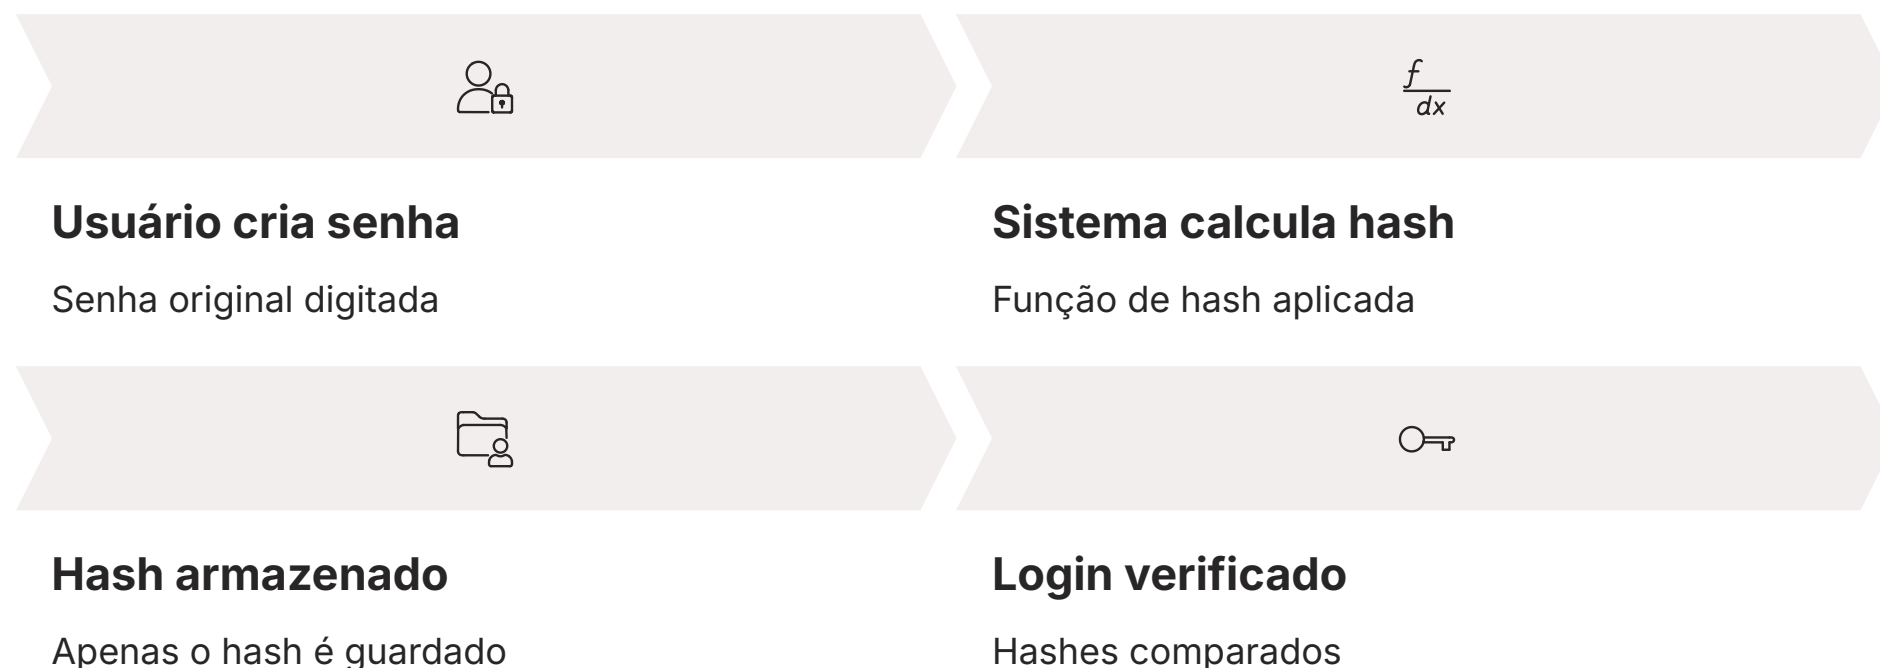 f
dx
Usuário cria senha
Sistema calcula hash
Senha original digitada
Função de hash aplicada
Hash armazenado
Login verificado
Apenas o hash é guardado
Hashes comparados